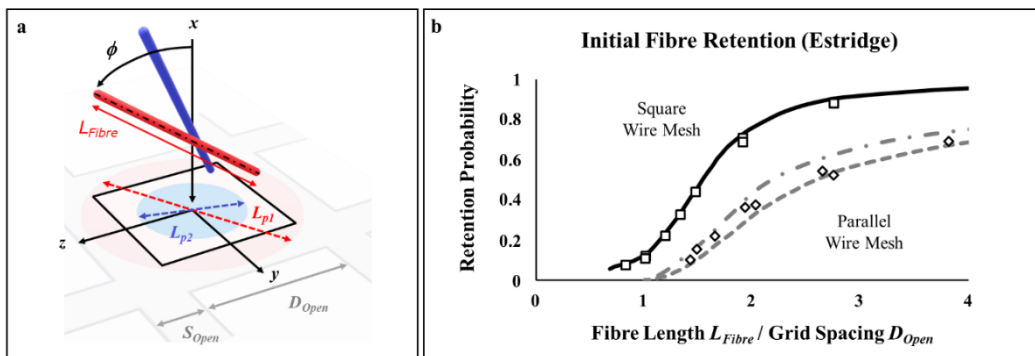 a
x
ϕ
L_Fibre
L_p1
L_p2
z
y
D_Open
S_Open
b
Initial Fibre Retention (Estridge)
Retention Probability
1
0.8
0.6
0.4
0.2
0
Square
Wire Mesh
Parallel
Wire Mesh
0 1 2 3 4
Fibre Length L_Fibre / Grid Spacing D_Open